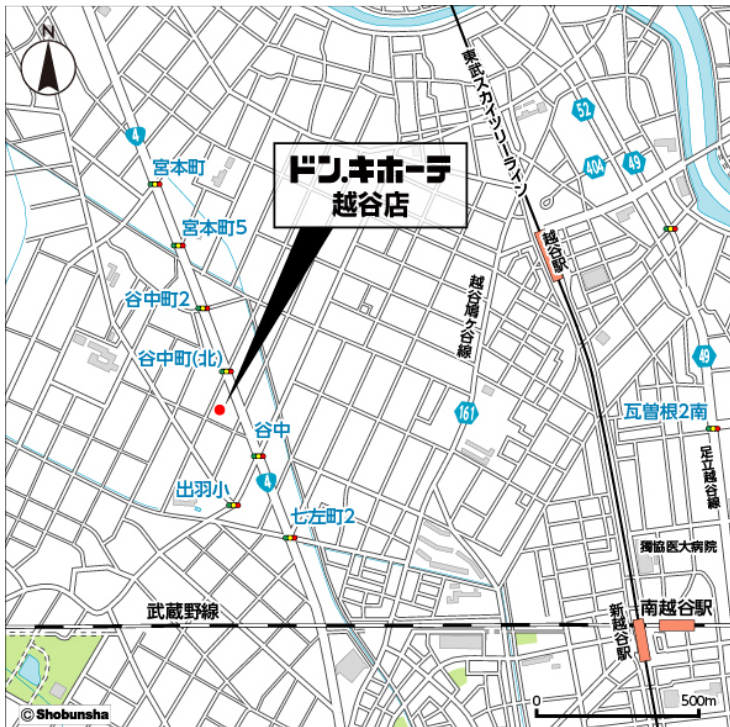 N
東武スカイツリーライン
4
52
宮本町
ドン.キホーテ
越谷店
404
49
宮本町5
越谷駅
谷中町2
越谷鳩ヶ谷線
谷中町(北)
49
161
瓦曽根2南
谷中
出羽小
4
足立越谷線
七左町2
獨協医大病院
武蔵野線
新越谷駅
南越谷駅
0
500m
© Shobunsha